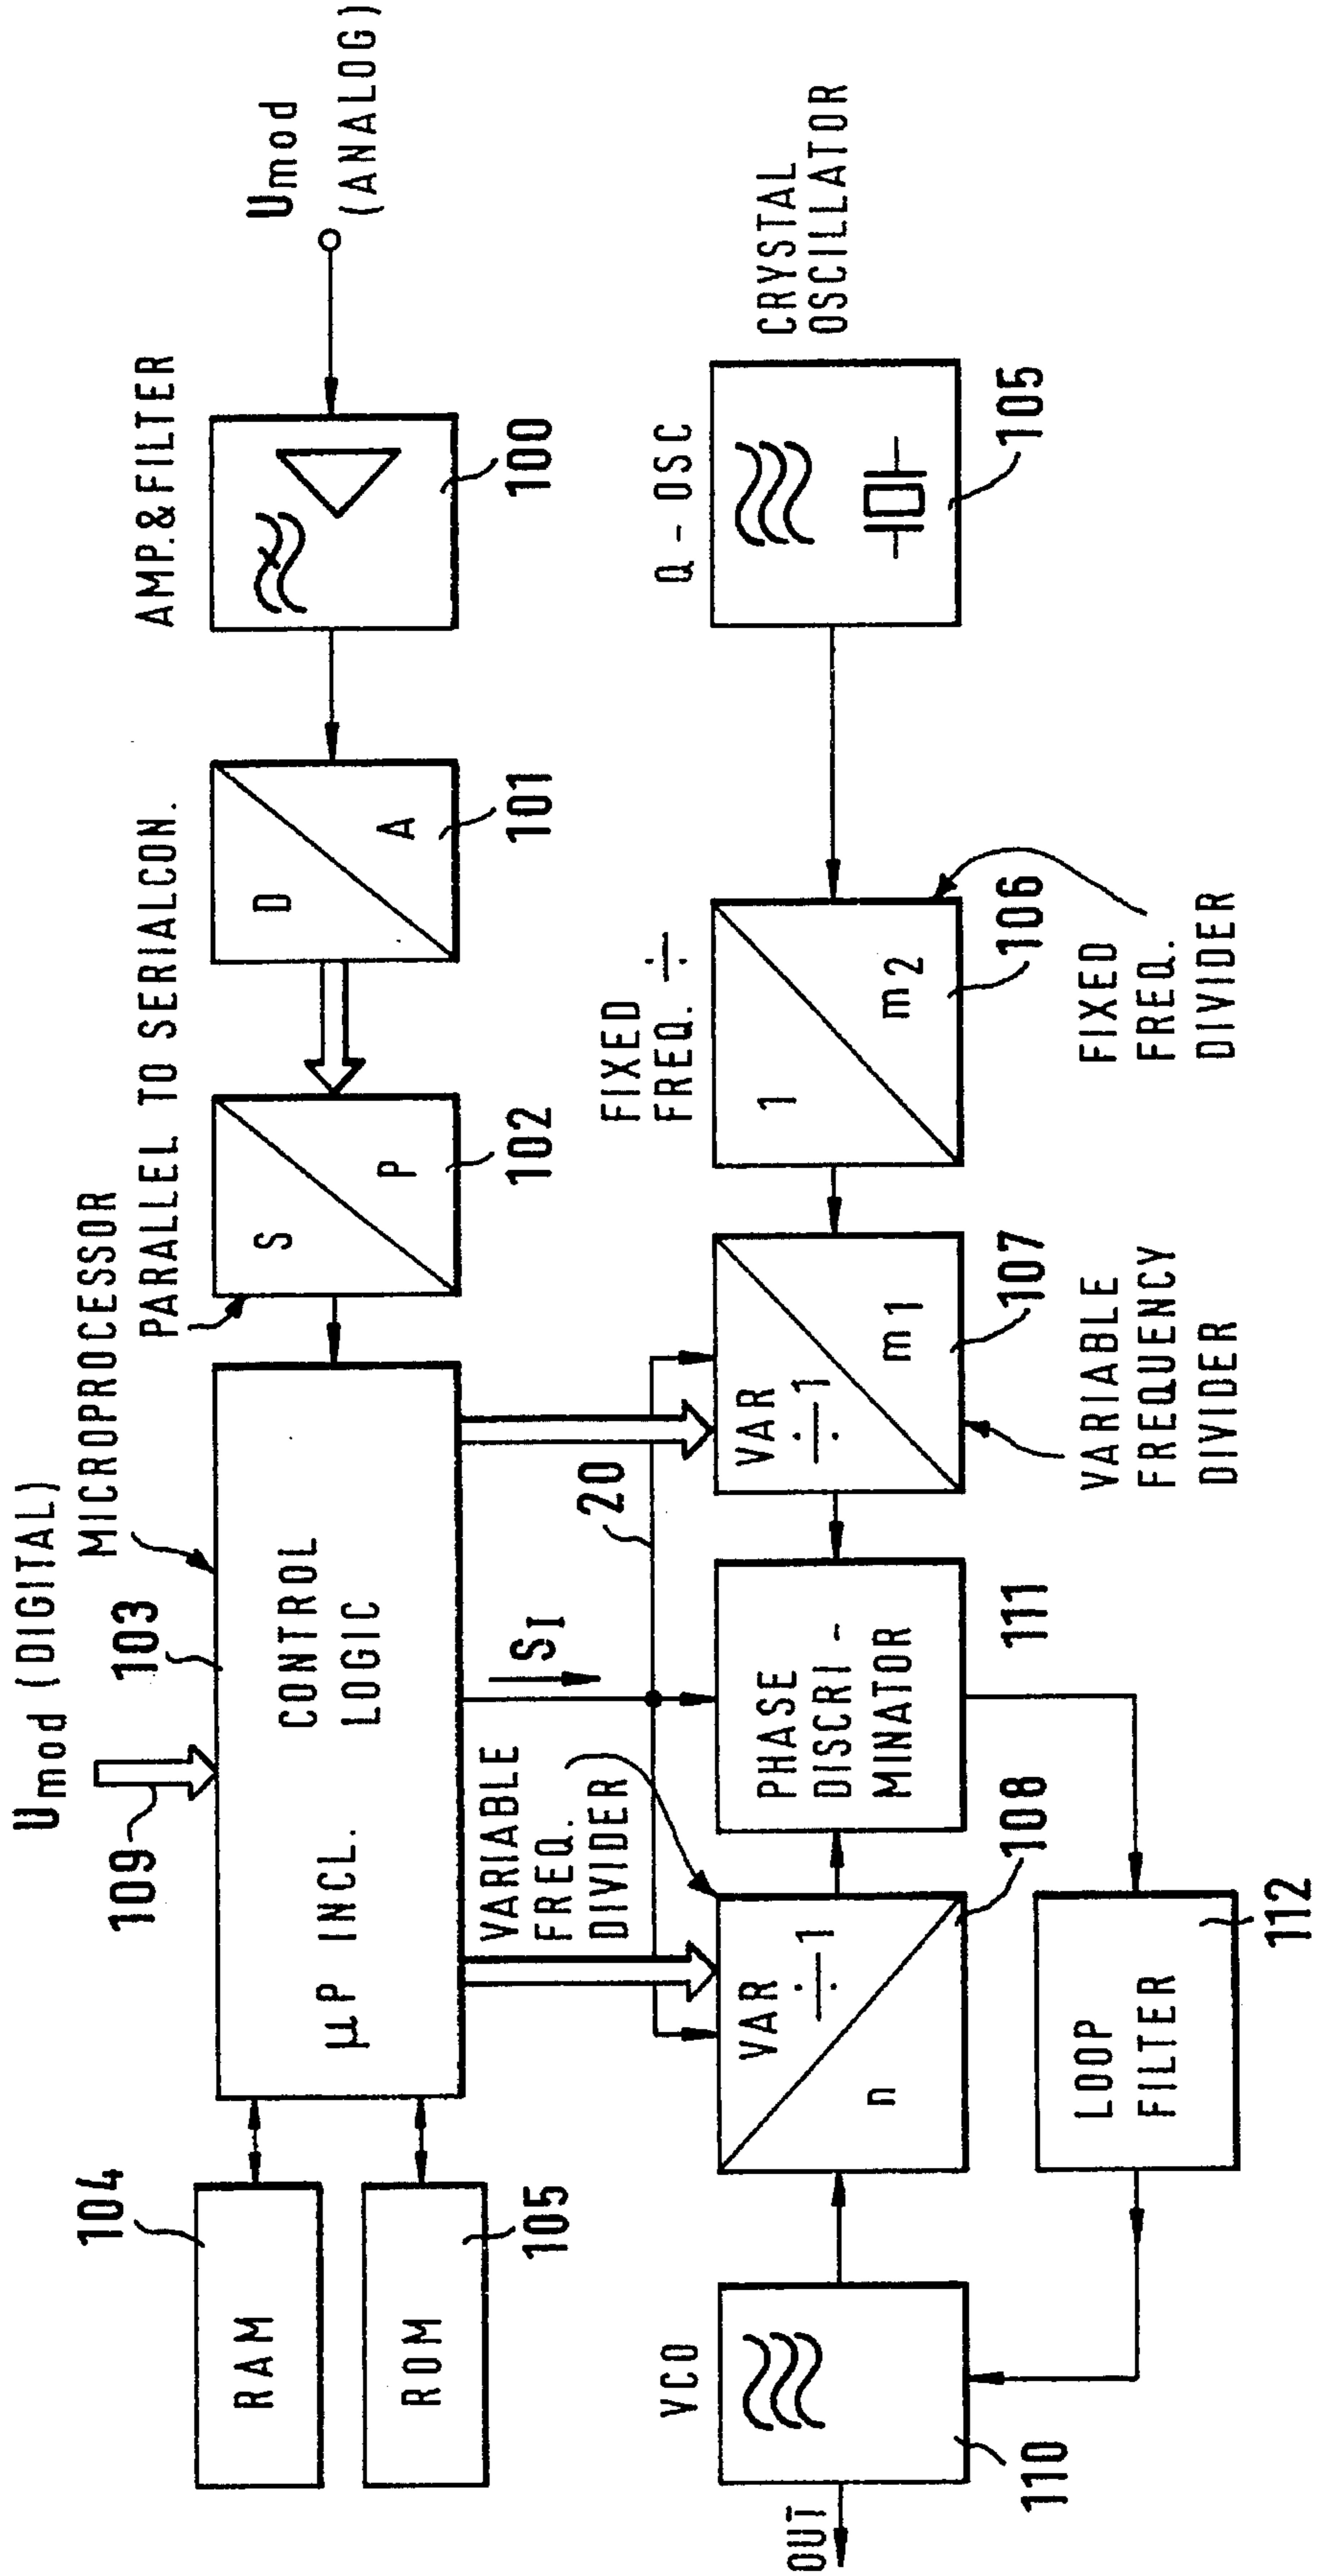 Umod (DIGITAL)
109
103
MICROPROCESSOR
PARALLEL TO SERIALCON.
AMP.&FILTER
Umod
(ANALOG)
104
RAM
105
ROM
µP INCL.
CONTROL
LOGIC
S
P
102
D
A
101
100
SI
20
VARIABLE
FREQ.
DIVIDER
FIXED
FREQ. ÷
Q-OSC
CRYSTAL
OSCILLATOR
OUT
VCO
110
VAR
÷1
n
108
PHASE
DISCRI-
MINATOR
111
VAR
÷1
m1
107
1
m2
106
105
VARIABLE
FREQUENCY
DIVIDER
FIXED
FREQ.
DIVIDER
LOOP
FILTER
112